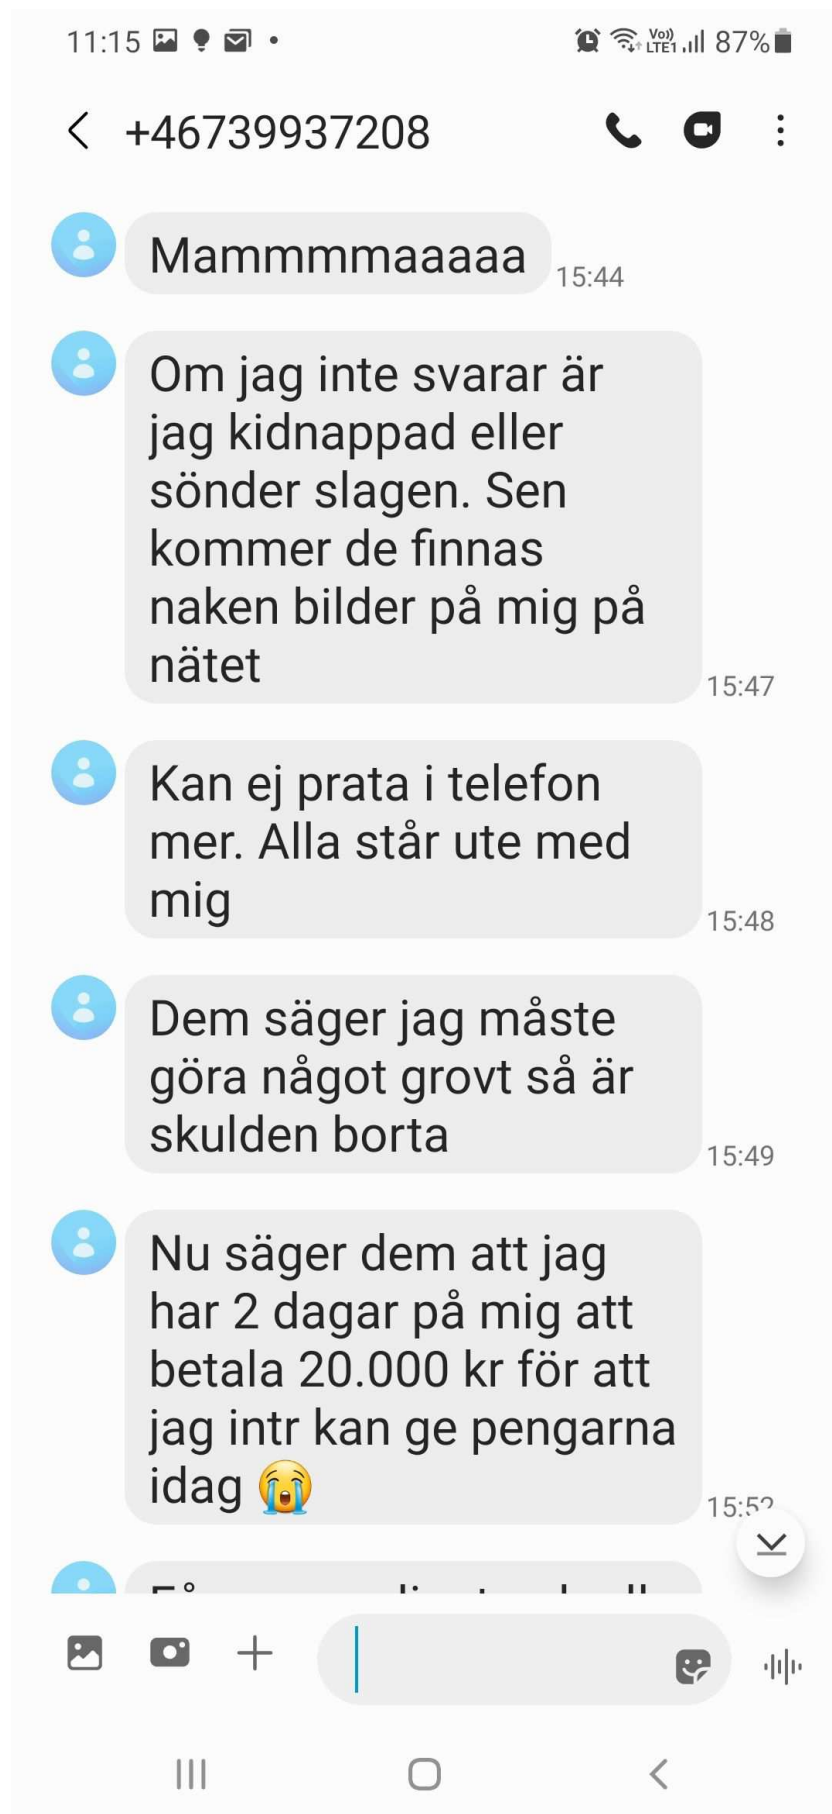 11:15
Vo))
LTE1
87%
+46739937208
Mammmmaaaaa
15:44
Om jag inte svarar är
jag kidnappad eller
sönder slagen. Sen
kommer de finnas
naken bilder på mig på
nätet
15:47
Kan ej prata i telefon
mer. Alla står ute med
mig
15:48
Dem säger jag måste
göra något grovt så är
skulden borta
15:49
Nu säger dem att jag
har 2 dagar på mig att
betala 20.000 kr för att
jag intr kan ge pengarna
idag 😭